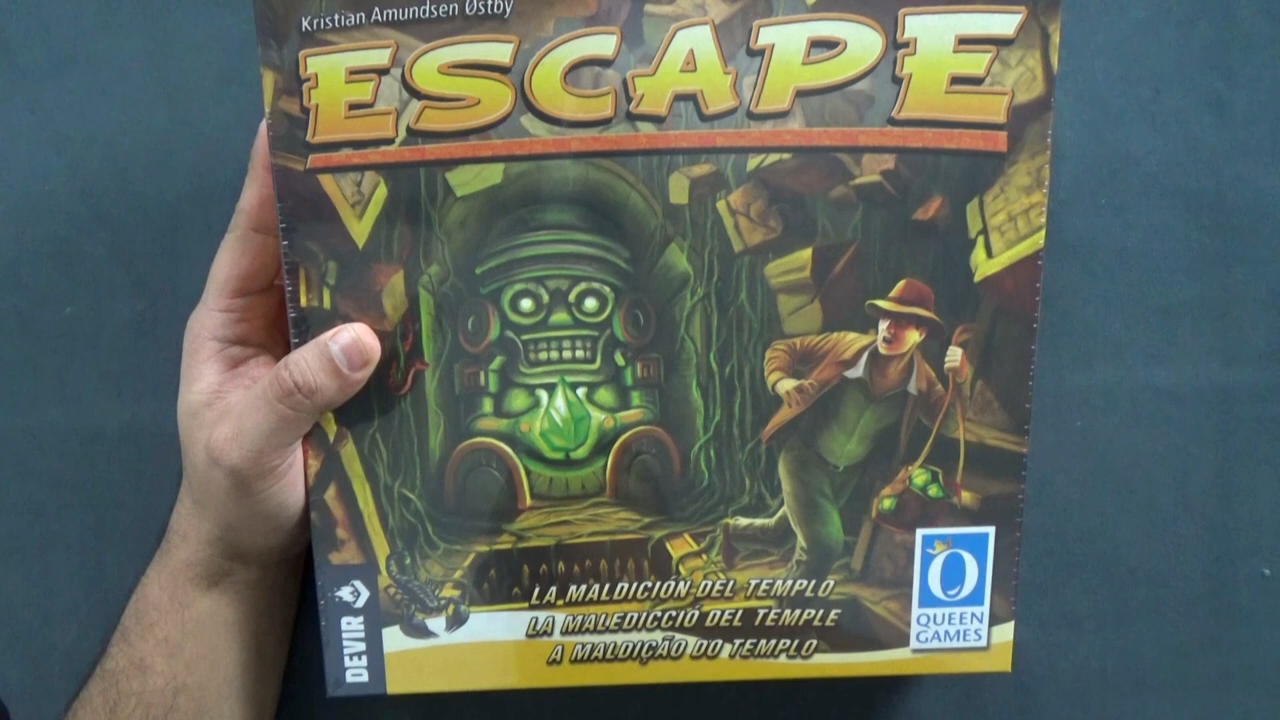 Kristian Amundsen Østby
ESCAPE
LA MALDICIÓN DEL TEMPLO
LA MALEDICCIÓ DEL TEMPLE
A MALDIÇÃO DO TEMPLO
DEVIR
Q
QUEEN
GAMES